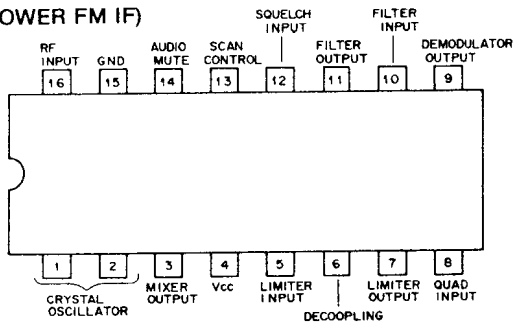 OWER FM IF)
SQUELCH
INPUT
FILTER
INPUT
RF
INPUT
GND
AUDIO
MUTE
SCAN
CONTROL
FILTER
OUTPUT
DEMODULATOR
OUTPUT
16 15 14 13 12 11 10 9
1 2 3 4 5 6 7 8
CRYSTAL
OSCILLATOR
MIXER
OUTPUT
Vcc
LIMITER
INPUT
DECOOPLING
LIMITER
OUTPUT
QUAD
INPUT